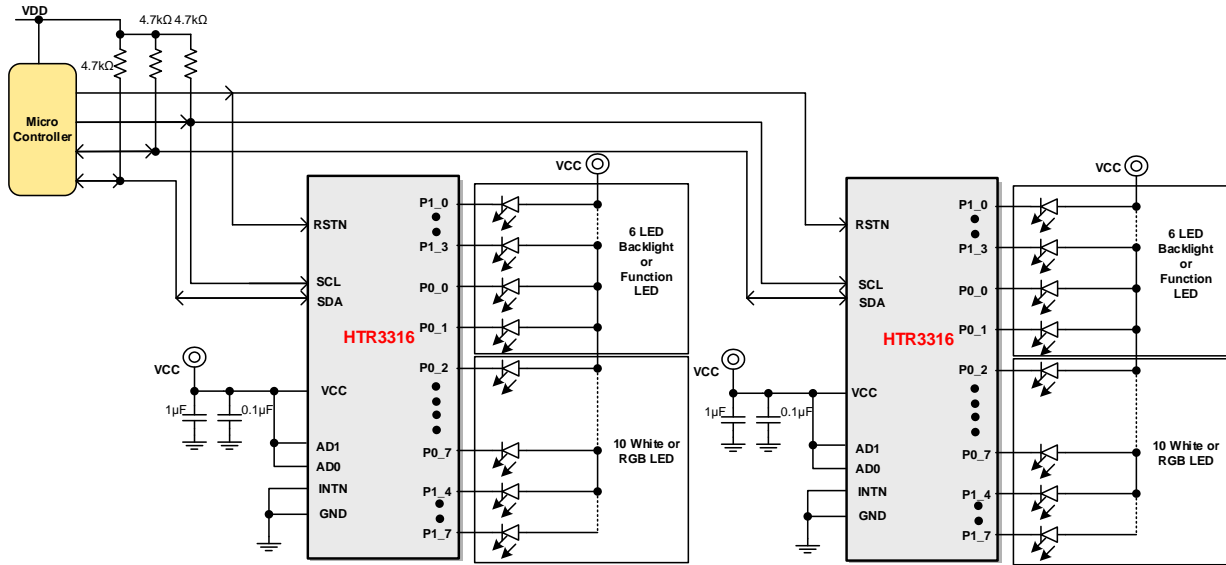 VDD
4.7kΩ 4.7kΩ
4.7kΩ
Micro
Controller
VCC
P1_0
RSTN
P1_3
6 LED
Backlight
or
Function
LED
SCL
P0_0
SDA
P0_1
HTR3316
VCC
P0_2
VCC
1μF
0.1μF
AD1
P0_7
10 White or
RGB LED
AD0
INTN
P1_4
GND
P1_7
VCC
P1_0
RSTN
P1_3
6 LED
Backlight
or
Function
LED
SCL
P0_0
SDA
P0_1
HTR3316
VCC
P0_2
VCC
1μF
0.1μF
AD1
P0_7
10 White or
RGB LED
AD0
INTN
P1_4
GND
P1_7